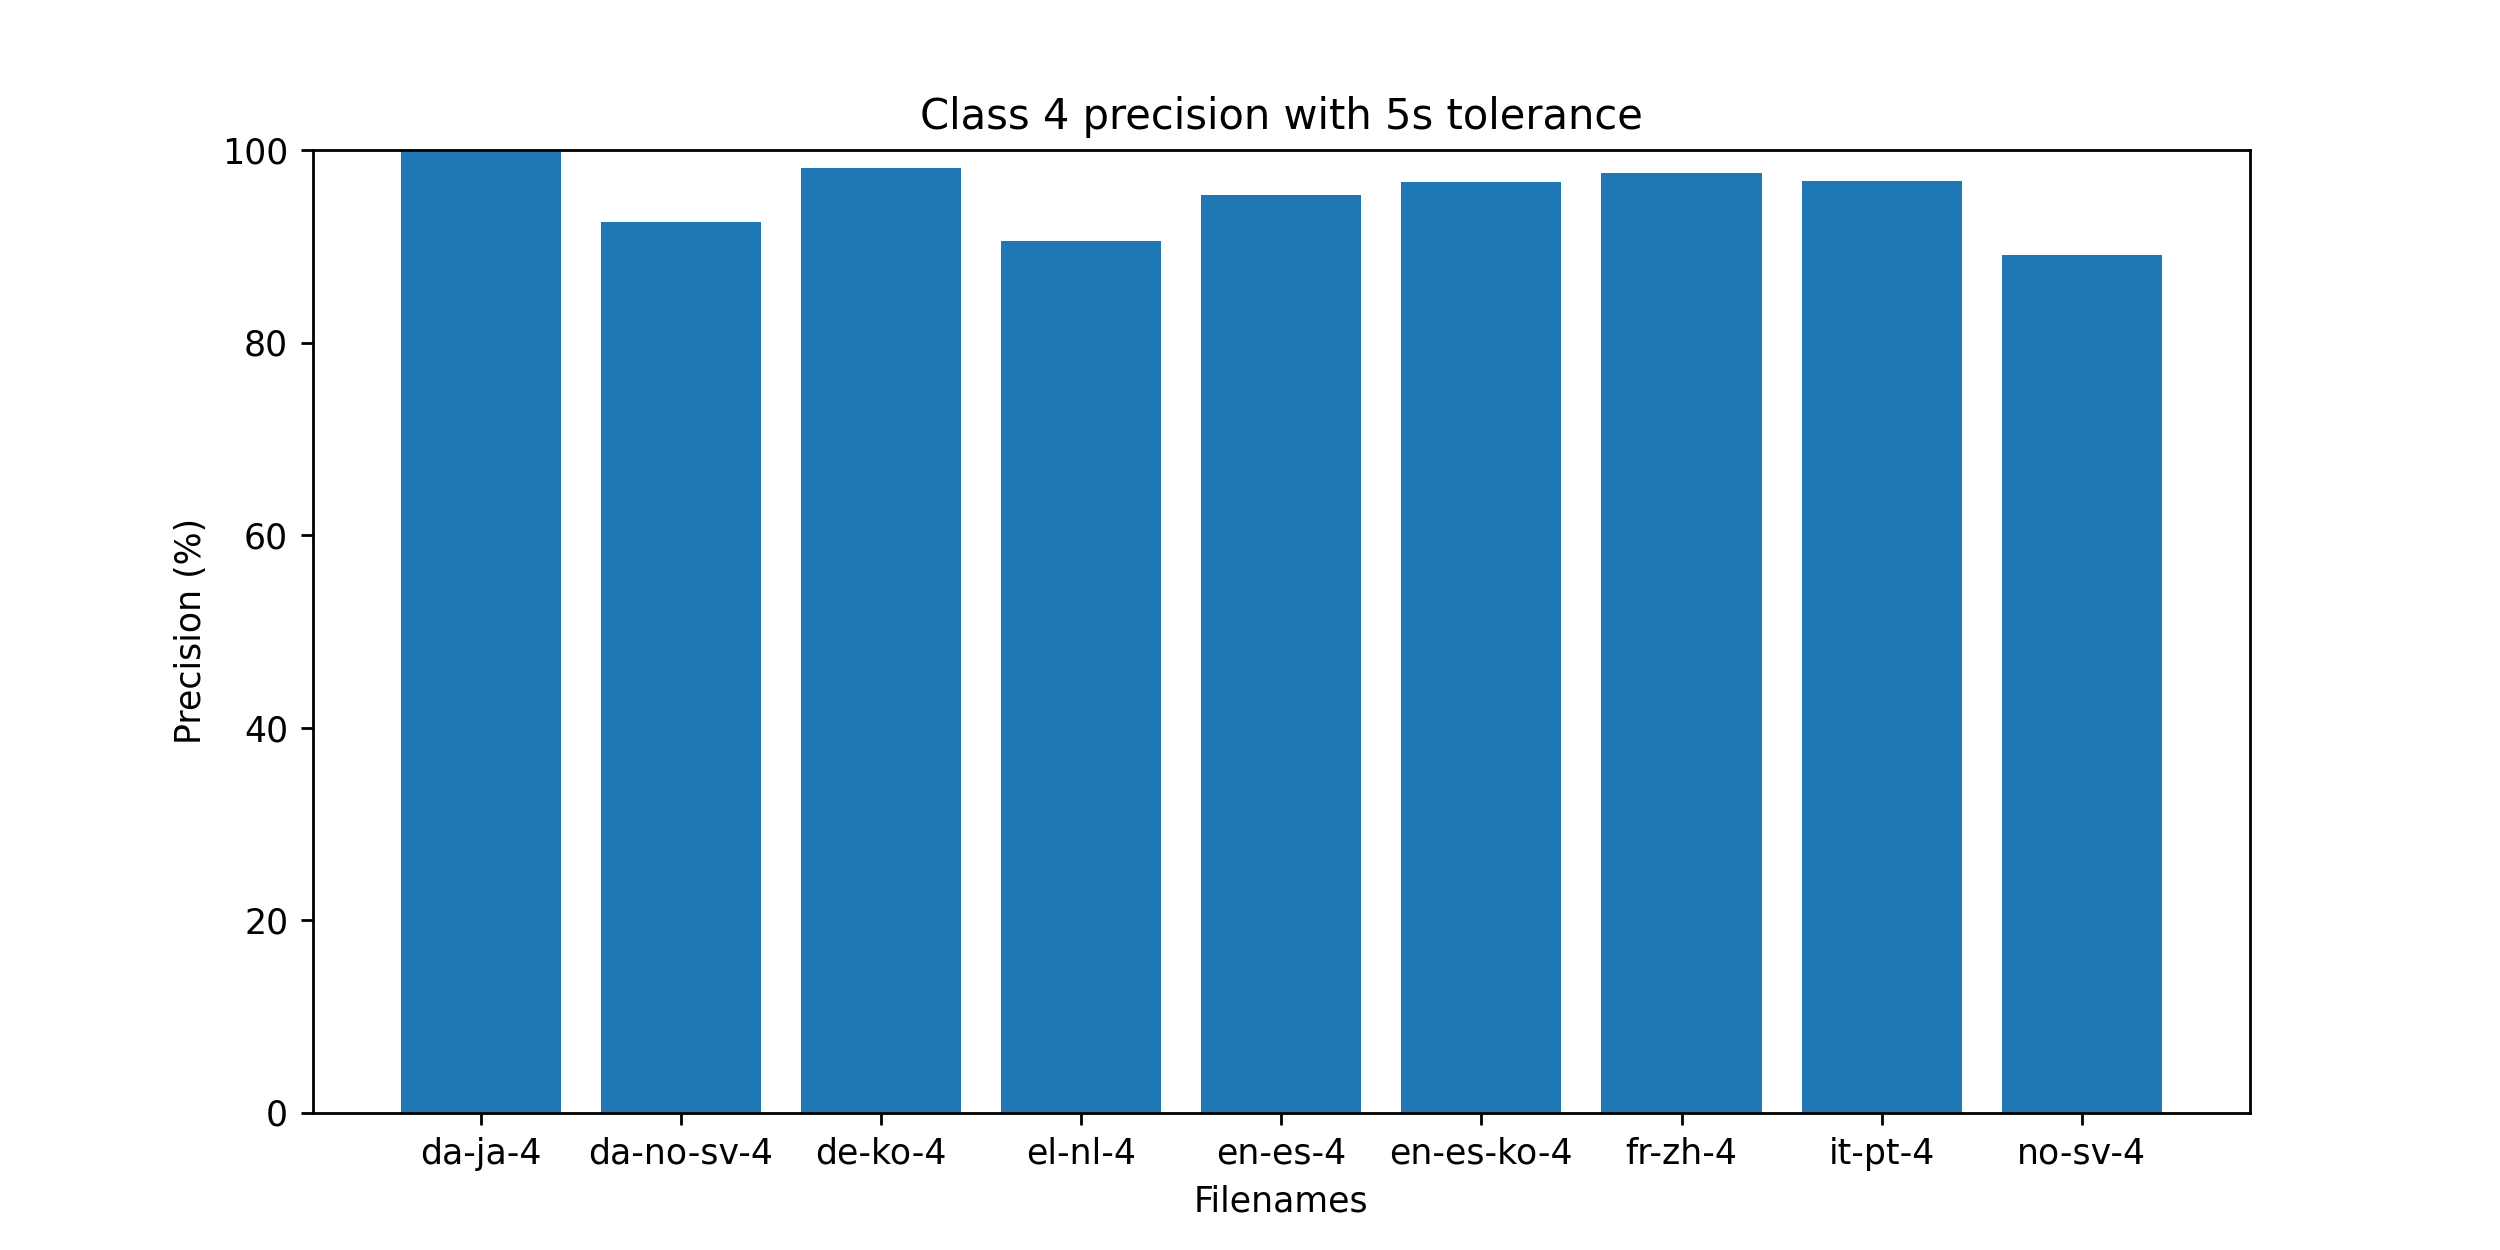 Class 4 precision with 5s tolerance
100
80
60
40
20
0
Precision (%)
da-ja-4 da-no-sv-4 de-ko-4 el-nl-4 en-es-4 en-es-ko-4 fr-zh-4 it-pt-4 no-sv-4
Filenames